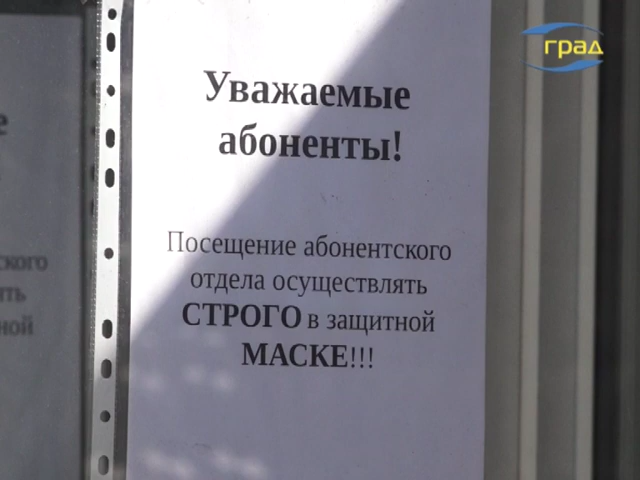 град
Уважаемые
абоненты!
Посещение абонентского
отдела осуществлять
СТРОГО в защитной
МАСКЕ!!!